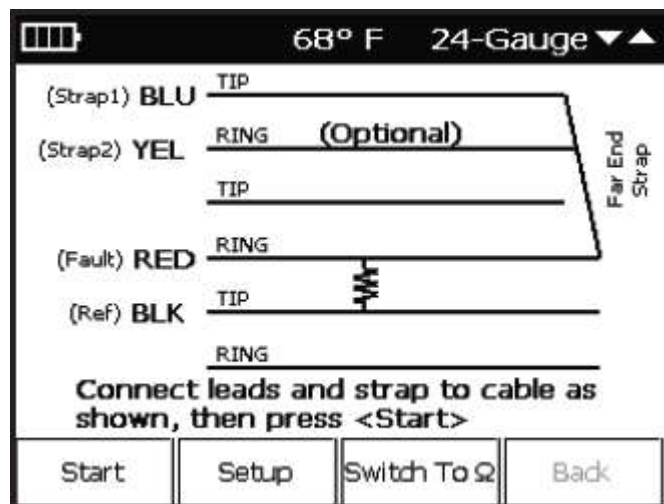 68° F 24-Gauge ▼▲
TIP
(Strap1) BLU
RING (Optional)
(Strap2) YEL
Far End
Strap
TIP
RING
(Fault) RED
TIP
(Ref) BLK
RING
Connect leads and strap to cable as
shown, then press <Start>
Start Setup Switch To Ω Back